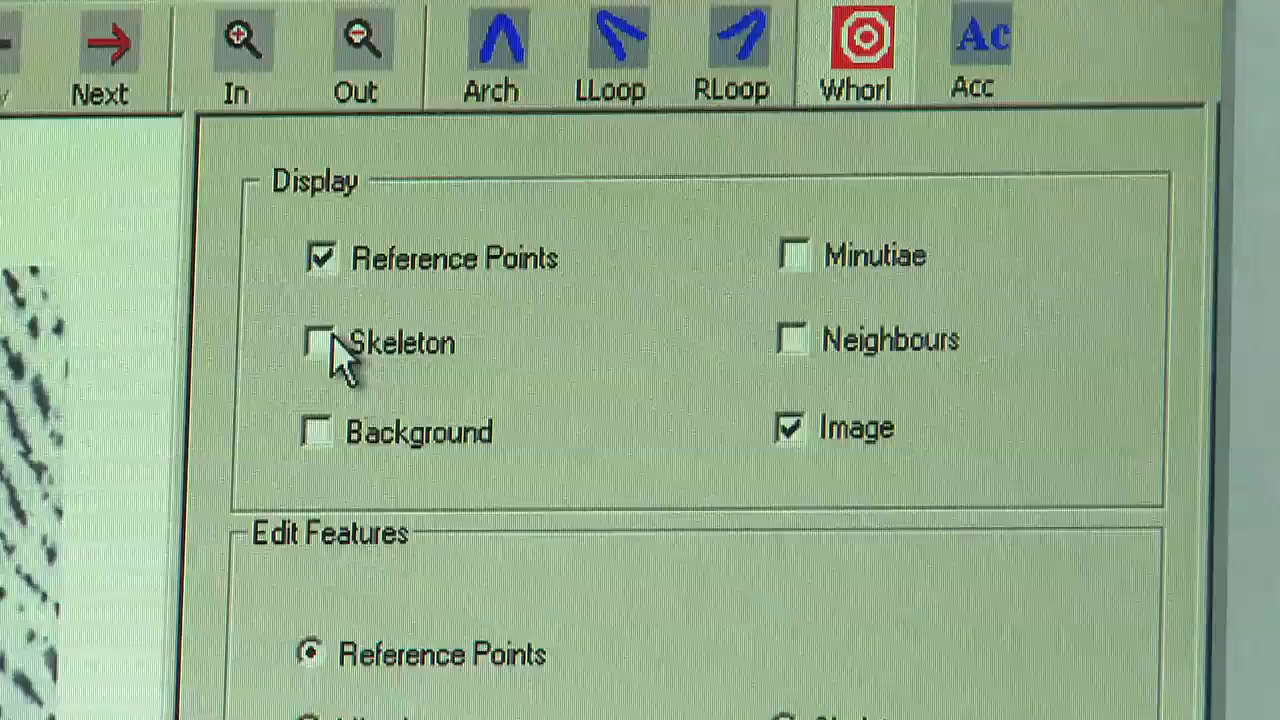 Next In Out Arch LLoop RLoop Whorl Ac Acc
Display
Reference Points Minutiae
Skeleton Neighbours
Background Image
Edit Features
Reference Points